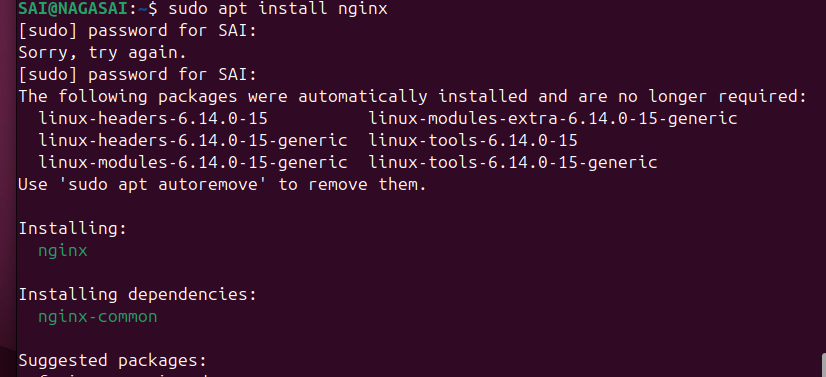 SAI@NAGASAI:~$ sudo apt install nginx
[sudo] password for SAI:
Sorry, try again.
[sudo] password for SAI:
The following packages were automatically installed and are no longer required:
  linux-headers-6.14.0-15          linux-modules-extra-6.14.0-15-generic
  linux-headers-6.14.0-15-generic  linux-tools-6.14.0-15
  linux-modules-6.14.0-15-generic  linux-tools-6.14.0-15-generic
Use 'sudo apt autoremove' to remove them.

Installing:
  nginx

Installing dependencies:
  nginx-common

Suggested packages: